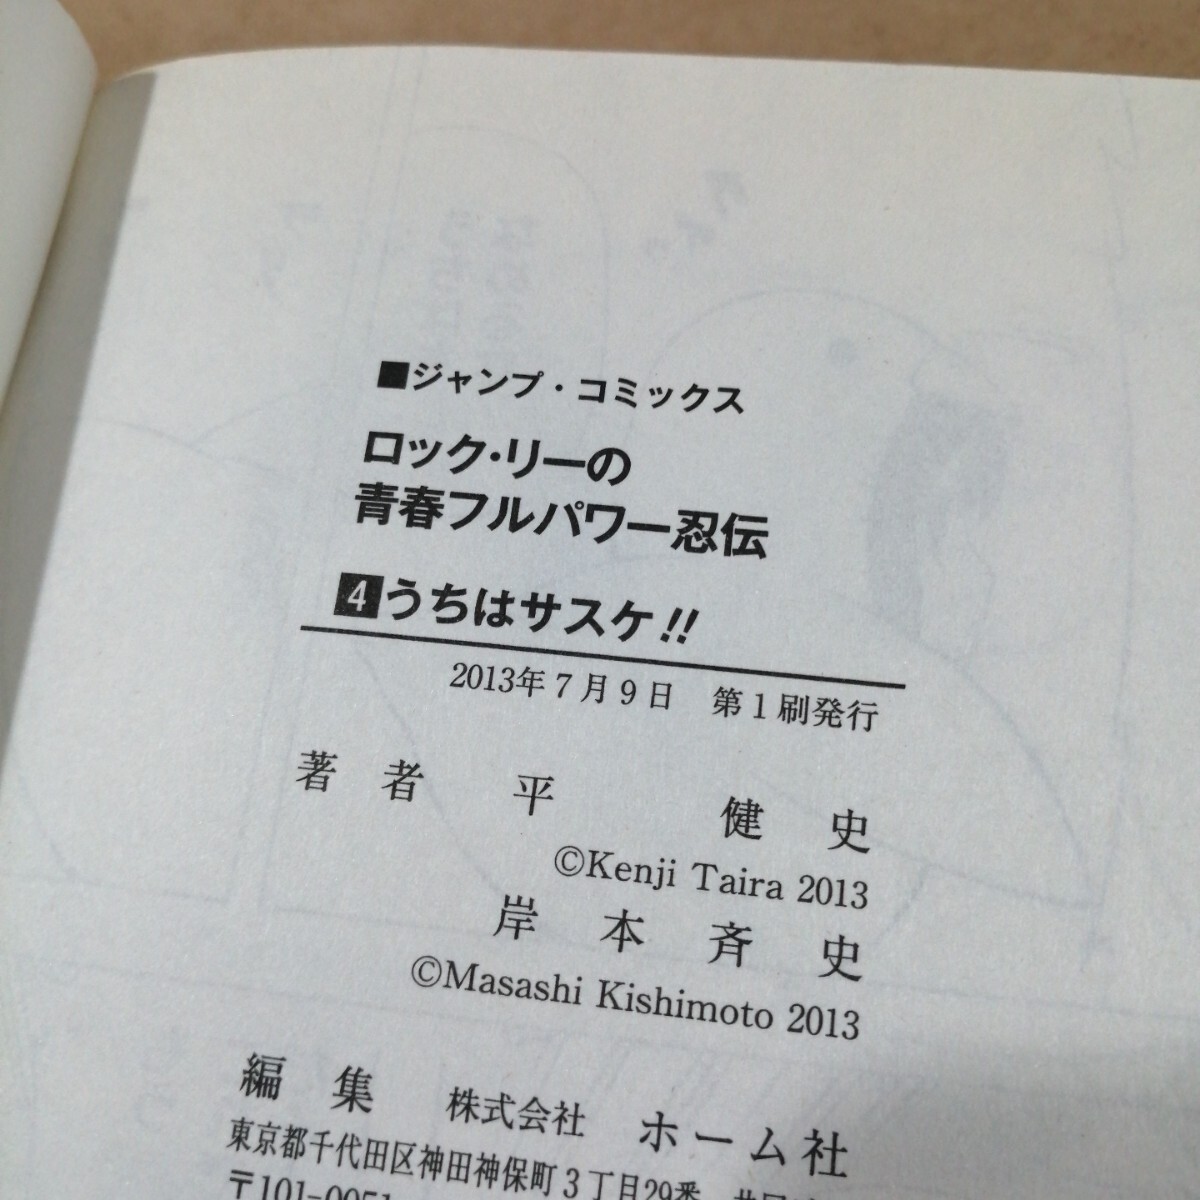 ■ジャンプ・コミックス
ロック・リーの
青春フルパワー忍伝
4うちはサスケ!!
2013年7月9日 第1刷発行
著者 平 健史
©Kenji Taira 2013
岸本斉史
©Masashi Kishimoto 2013
編集 株式会社 ホーム社
東京都千代田区神田神保町3丁目29番
〒101-0051